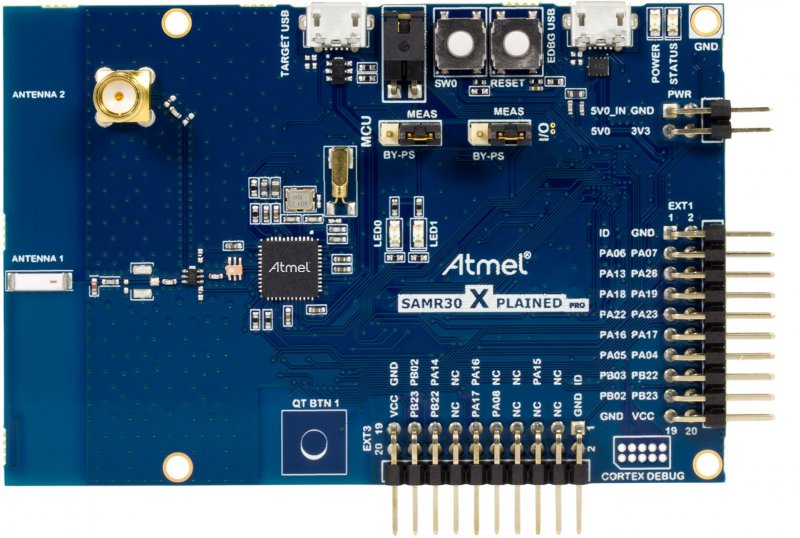 TARGET USB
EDBG USB
POWER
STATUS
GND
ANTENNA 2
SW0
RESET
PWR
MCU
MEAS
BY-PS
MEAS
BY-PS
I/O
5V0_IN GND
5V0 3V3
EXT1
1 2
ID GND
PA06 PA07
PA13 PA28
PA18 PA19
PA22 PA23
PA16 PA17
PA05 PA04
PB03 PB22
PB02 PB23
GND VCC
19 20
LED0
LED1
ANTENNA 1
Atmel
Atmel®
SAMR30 X PLAINED PRO
QT BTN 1
GND PB02 PA14 NC PA16 NC NC PA15 NC ID
VCC PB23 PB22 NC PA17 PA08 NC NC NC GND
EXT3
19 1
20 2
CORTEX DEBUG